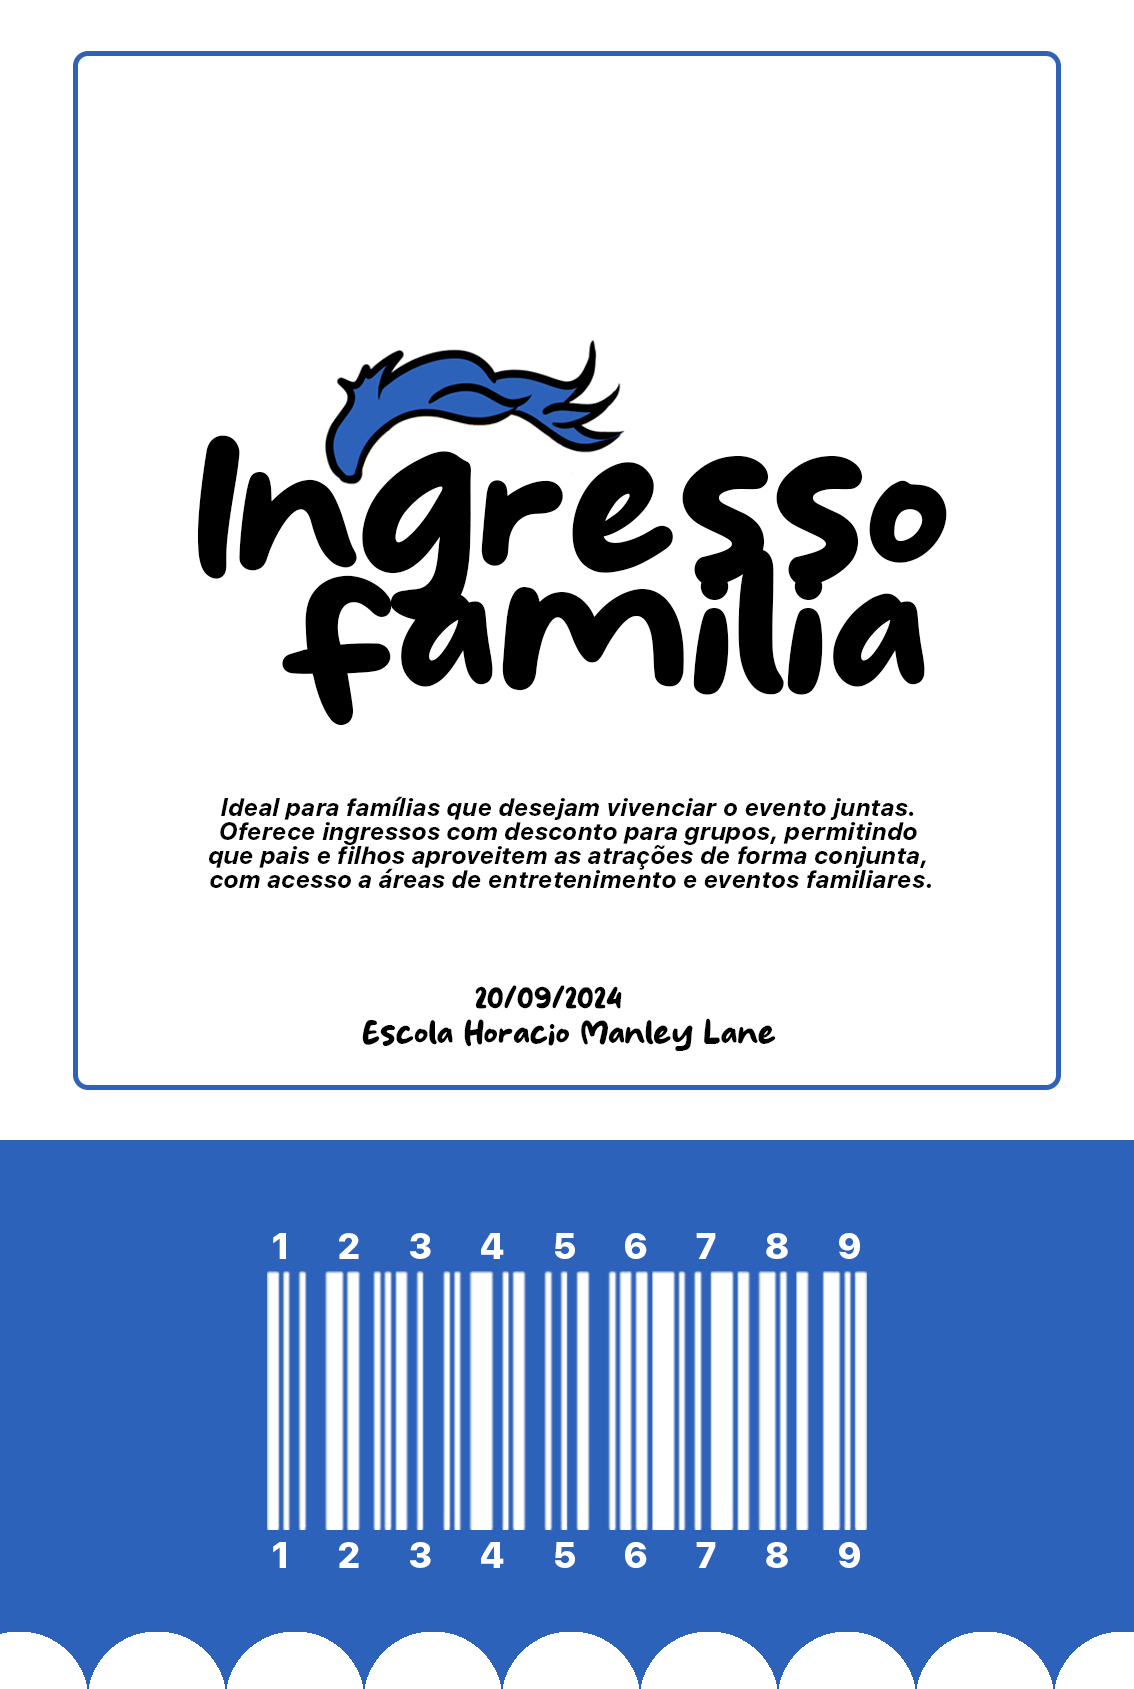 Ingresso
familia
Ideal para famílias que desejam vivenciar o evento juntas.
Oferece ingressos com desconto para grupos, permitindo
que pais e filhos aproveitem as atrações de forma conjunta,
com acesso a áreas de entretenimento e eventos familiares.
20/09/2024
Escola Horacio Manley Lane
1 2 3 4 5 6 7 8 9
1 2 3 4 5 6 7 8 9